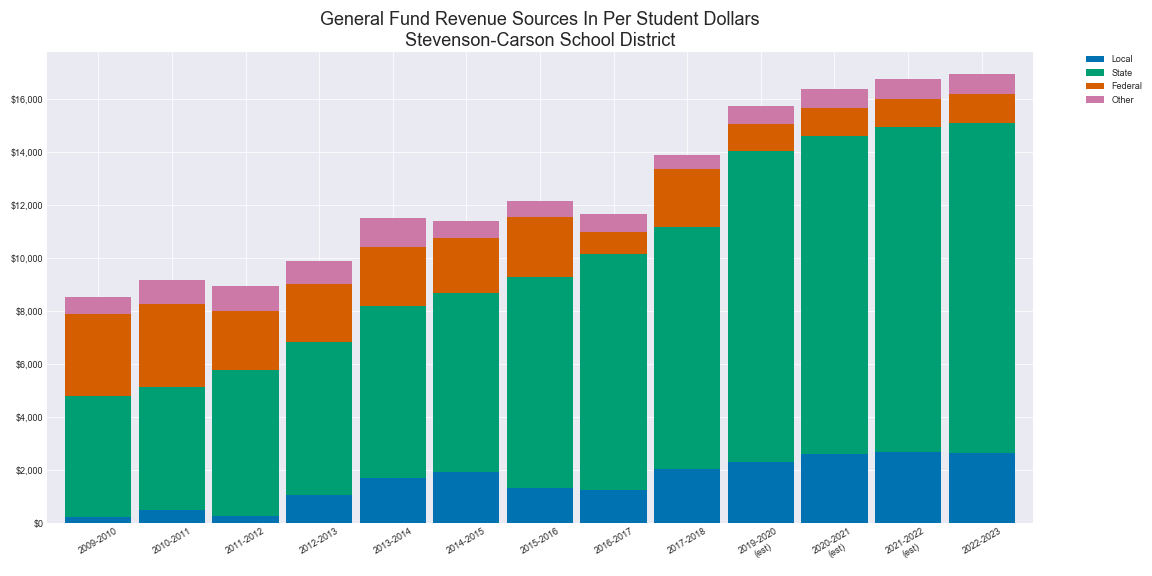 General Fund Revenue Sources In Per Student Dollars
Stevenson-Carson School District
Local
State
Federal
Other
$16,000
$14,000
$12,000
$10,000
$8,000
$6,000
$4,000
$2,000
$0
2009-2010
2010-2011
2011-2012
2012-2013
2013-2014
2014-2015
2015-2016
2016-2017
2017-2018
2019-2020
(est)
2020-2021
(est)
2021-2022
(est)
2022-2023